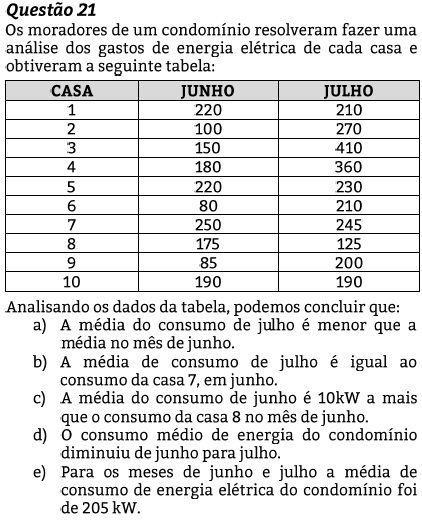 Questão 21
Os moradores de um condomínio resolveram fazer uma
análise dos gastos de energia elétrica de cada casa e
obtiveram a seguinte tabela:
CASA JUNHO JULHO
1 220 210
2 100 270
3 150 410
4 180 360
5 220 230
6 80 210
7 250 245
8 175 125
9 85 200
10 190 190
Analisando os dados da tabela, podemos concluir que:
a) A média do consumo de julho é menor que a
média no mês de junho.
b) A média de consumo de julho é igual ao
consumo da casa 7, em junho.
c) A média do consumo de junho é 10kW a mais
que o consumo da casa 8 no mês de junho.
d) O consumo médio de energia do condomínio
diminuiu de junho para julho.
e) Para os meses de junho e julho a média de
consumo de energia elétrica do condomínio foi
de 205 kW.